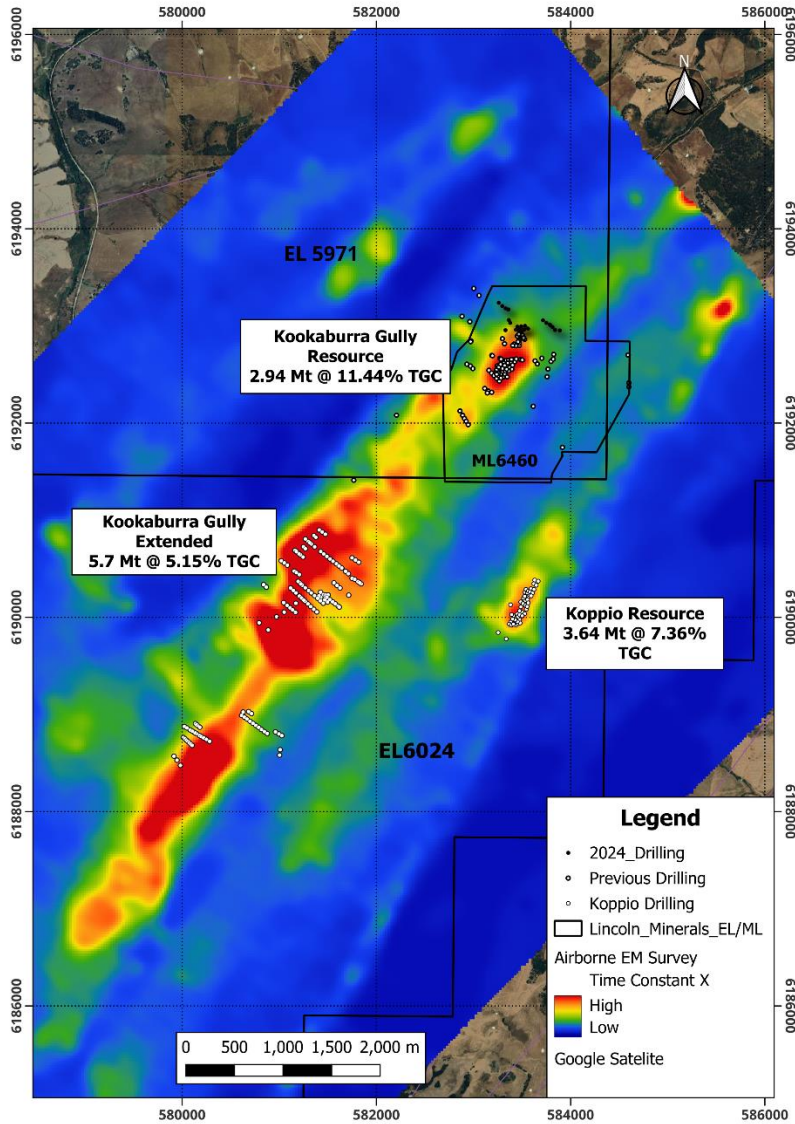 580000
582000
584000
586000
6196000
6196000
N
6194000
6194000
EL 5971
Kookaburra Gully
Resource
2.94 Mt @ 11.44% TGC
6192000
6192000
ML6460
Kookaburra Gully
Extended
5.7 Mt @ 5.15% TGC
6190000
6190000
Koppio Resource
3.64 Mt @ 7.36%
TGC
EL6024
6188000
6188000
Legend
2024_Drilling
Previous Drilling
Koppio Drilling
Lincoln_Minerals_EL/ML
Airborne EM Survey
Time Constant X
High
Low
Google Satelite
6186000
6186000
0 500 1,000 1,500 2,000 m
580000
582000
584000
586000